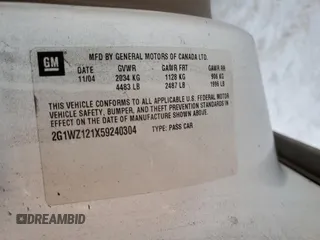 GM
MFD BY GENERAL MOTORS OF CANADA LTD.
DATE GVWR GAWR FRT GAWR RR
11/04 2034 KG 1128 KG 906 KG
4483 LB 2487 LB 1996 LB
THIS VEHICLE CONFORMS TO ALL APPLICABLE U.S. FEDERAL MOTOR
VEHICLE SAFETY, BUMPER, AND THEFT PREVENTION STANDARDS IN
EFFECT ON THE DATE OF MANUFACTURE SHOWN ABOVE.
2G1WZ121X59240304 TYPE: PASS CAR
DREAMBID